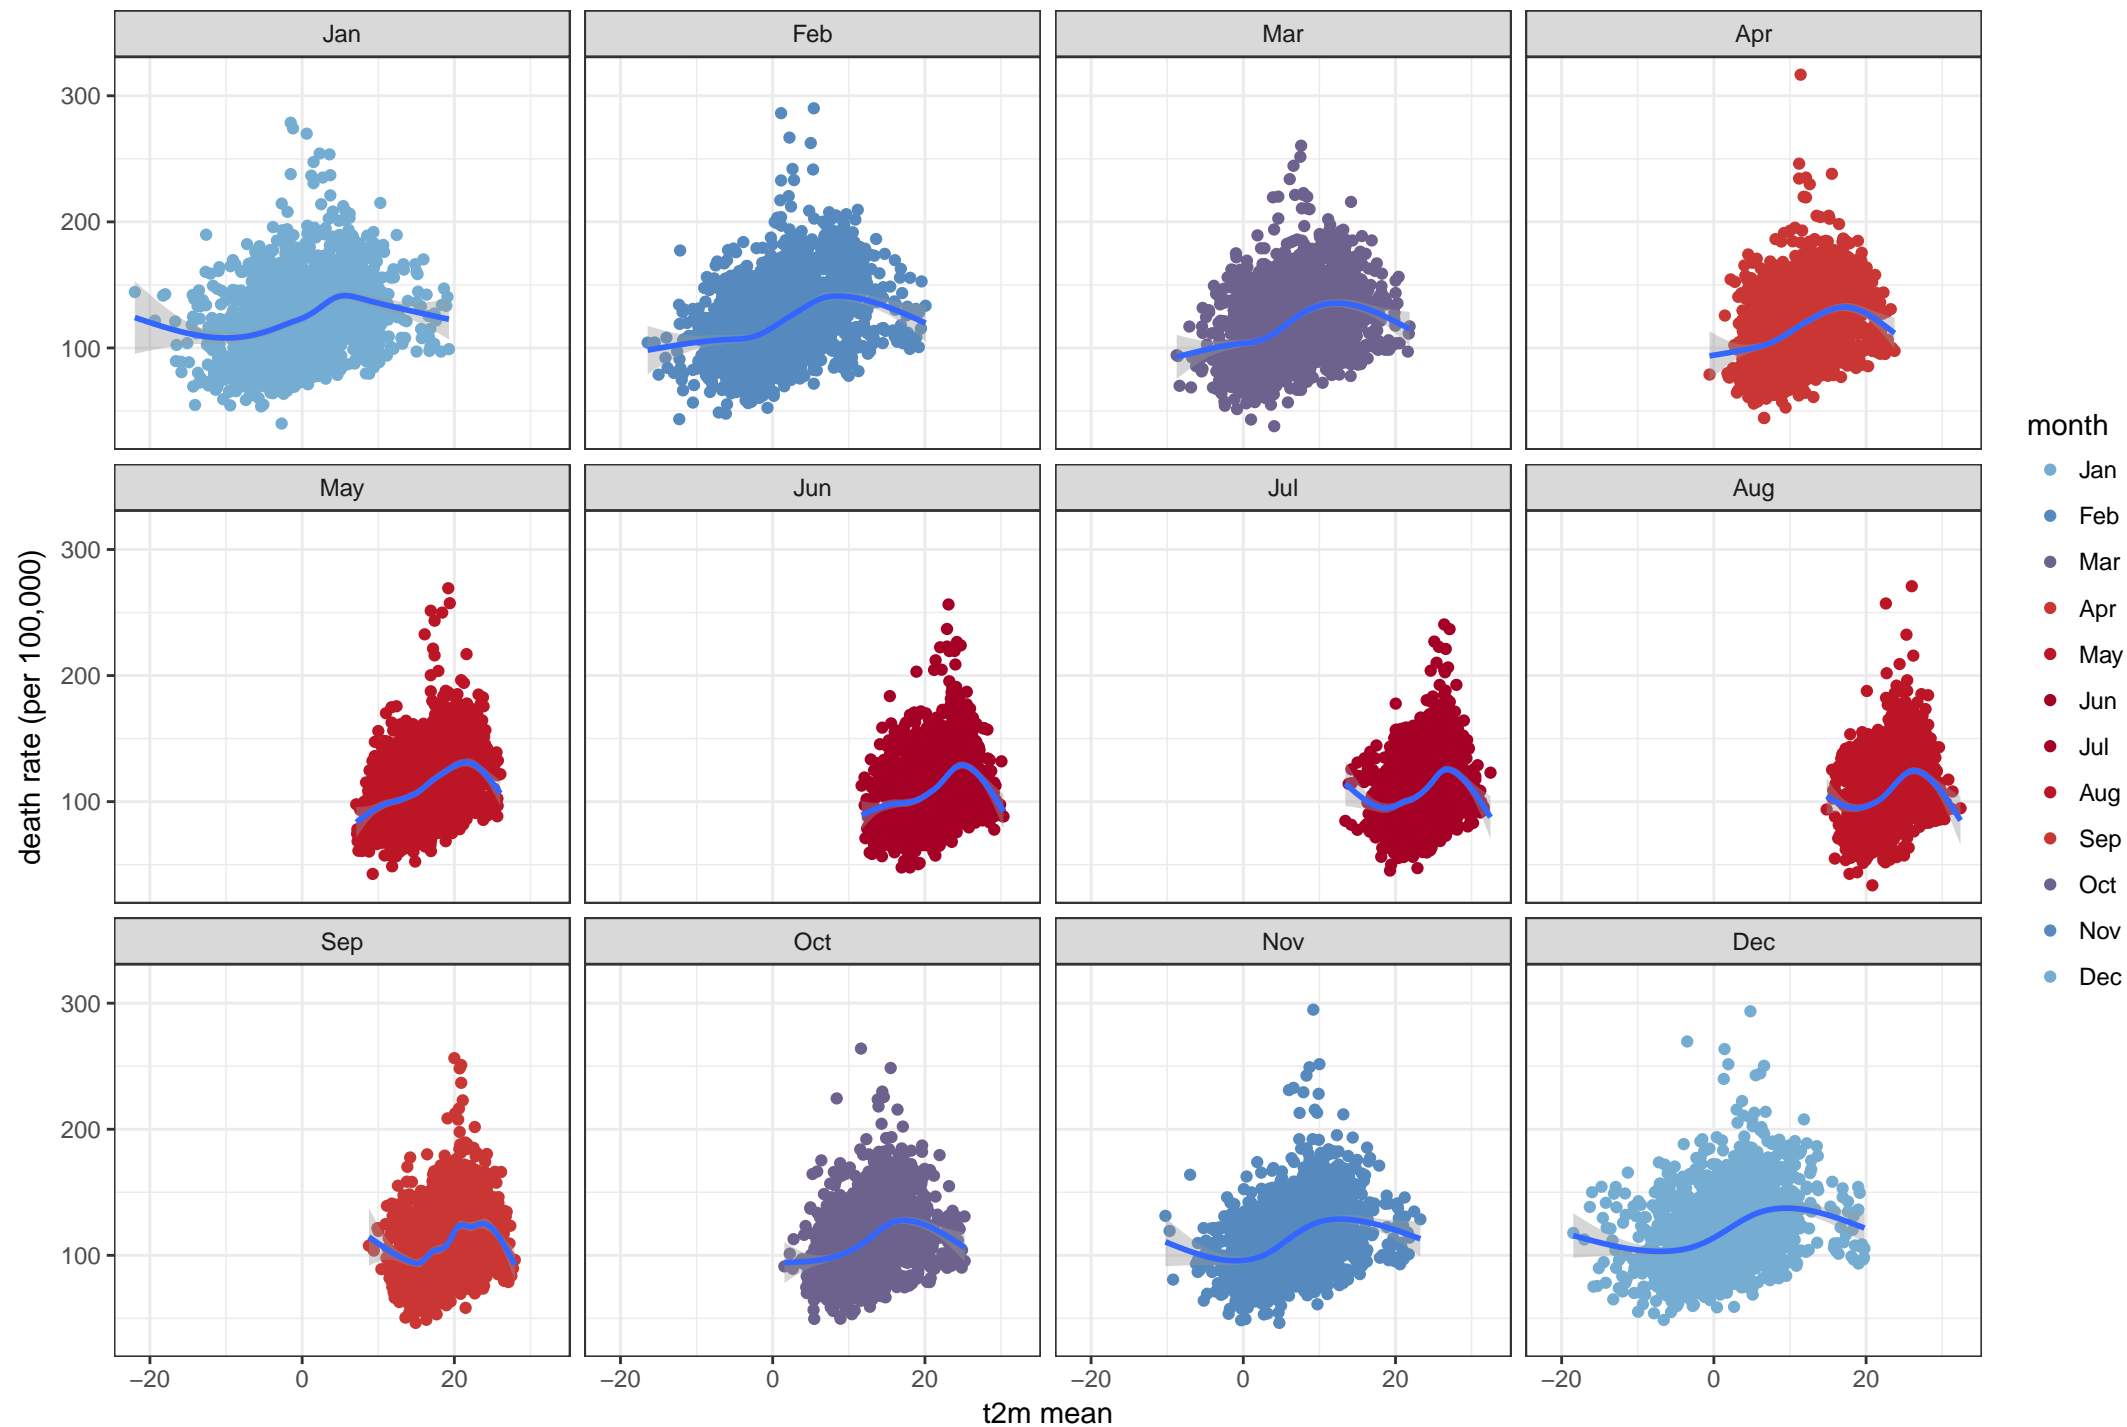 Jan Feb Mar Apr
300
200
100
May Jun Jul Aug
300
200
100
Sep Oct Nov Dec
300
200
100
−20 0 20 −20 0 20 −20 0 20 −20 0 20
t2m mean
death rate (per 100,000)
month
Jan
Feb
Mar
Apr
May
Jun
Jul
Aug
Sep
Oct
Nov
Dec